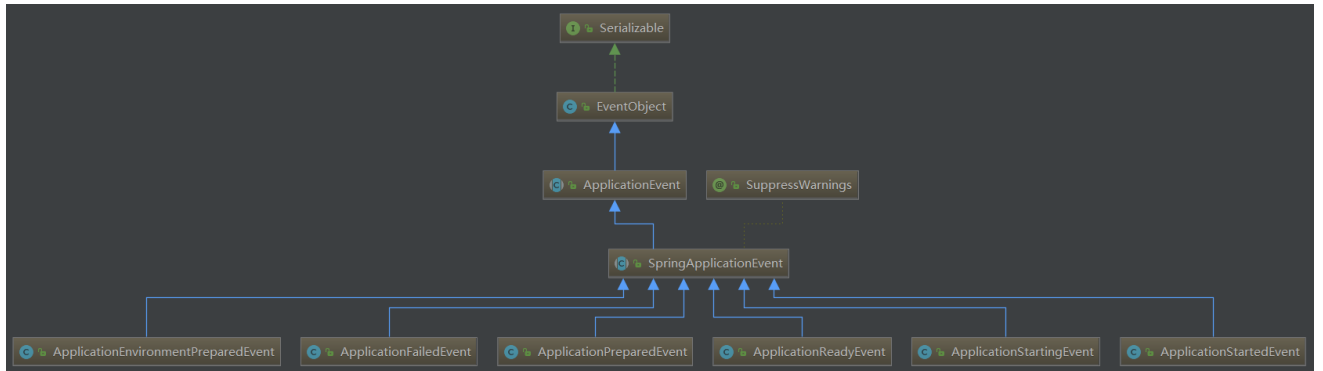 I Serializable
C EventObject
C ApplicationEvent
@ SuppressWarnings
C SpringApplicationEvent
C ApplicationEnvironmentPreparedEvent
C ApplicationFailedEvent
C ApplicationPreparedEvent
C ApplicationReadyEvent
C ApplicationStartingEvent
C ApplicationStartedEvent